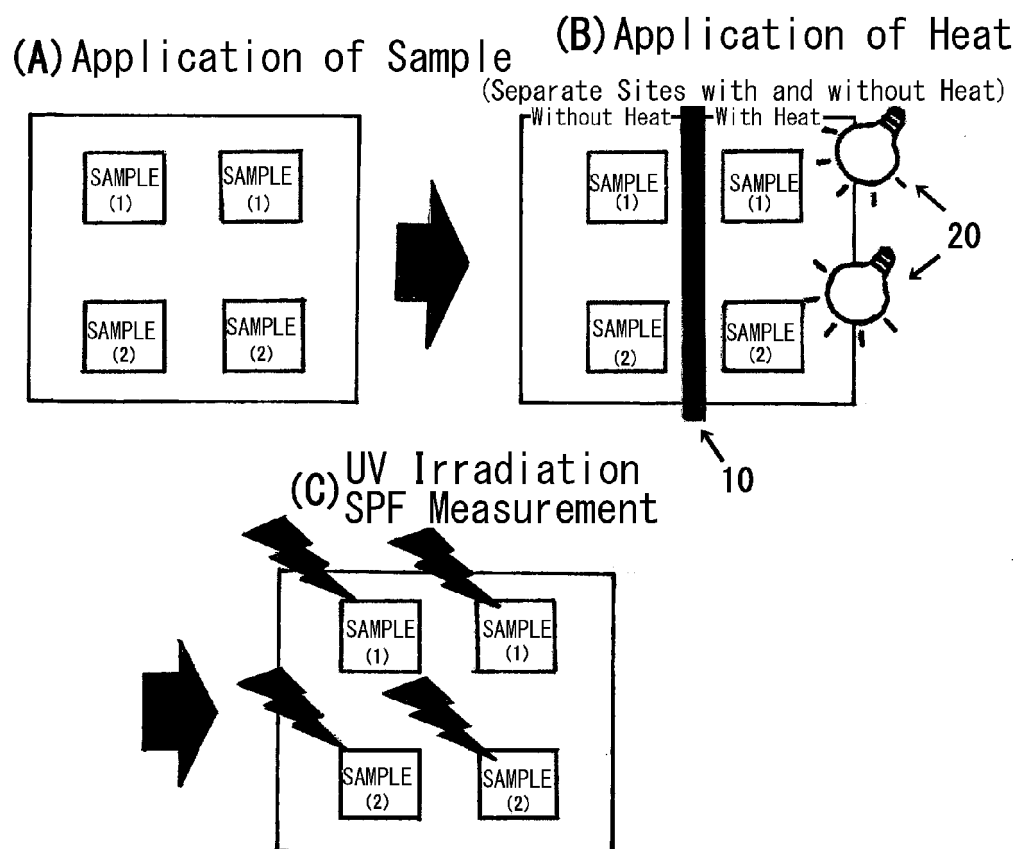 (A) Application of Sample
SAMPLE
(1)
SAMPLE
(1)
SAMPLE
(2)
SAMPLE
(2)
(B) Application of Heat
(Separate Sites with and without Heat)
Without Heat
With Heat
SAMPLE
(1)
SAMPLE
(1)
SAMPLE
(2)
SAMPLE
(2)
20
10
(C) UV Irradiation
SPF Measurement
SAMPLE
(1)
SAMPLE
(1)
SAMPLE
(2)
SAMPLE
(2)